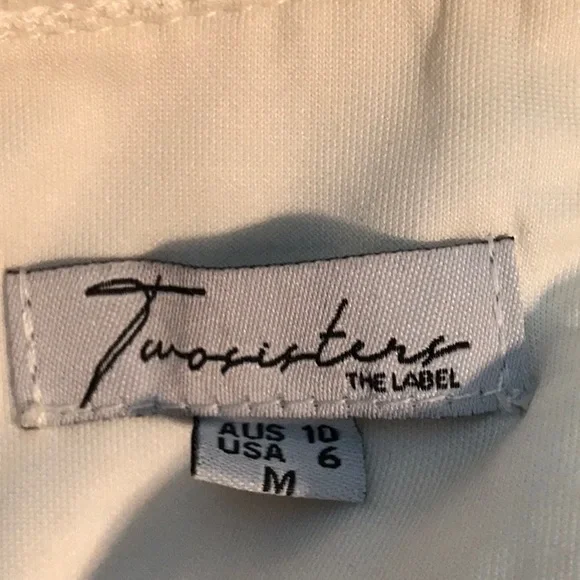 Twosisters
THE LABEL
AUS 10
USA 6
M